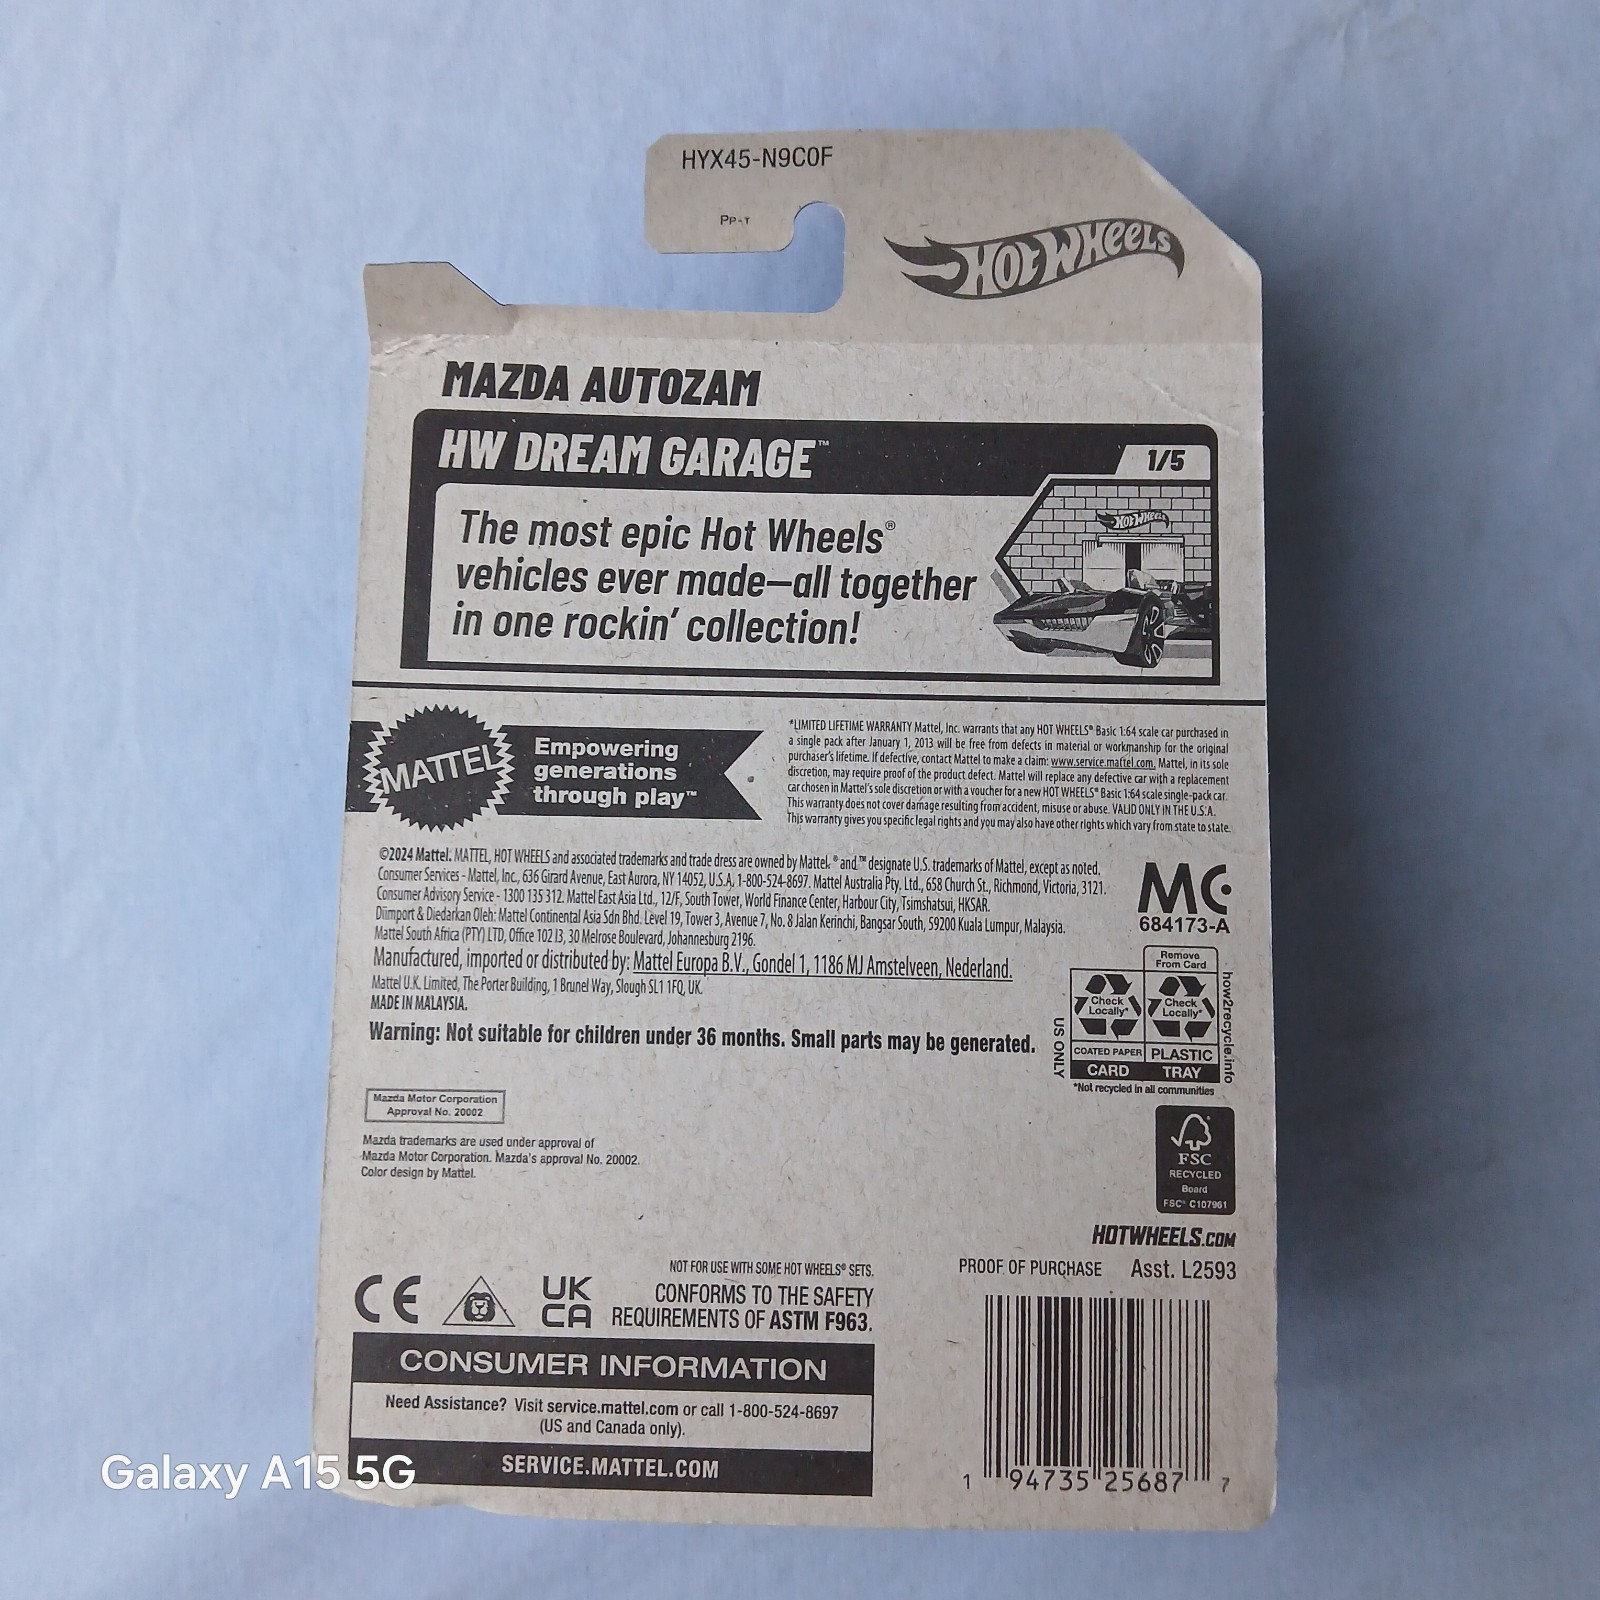 HYX45-N9C0F
PP-T
HOT WHEELS
MAZDA AUTOZAM
HW DREAM GARAGE™
1/5
The most epic Hot Wheels®
vehicles ever made—all together
in one rockin' collection!
HOT WHEELS
MATTEL
Empowering
generations
through play™
*LIMITED LIFETIME WARRANTY Mattel, Inc. warrants that any HOT WHEELS® Basic 1:64 scale car purchased in
a single pack after January 1, 2013 will be free from defects in material or workmanship for the original
purchaser's lifetime. If defective, contact Mattel to make a claim: www.service.mattel.com. Mattel, in its sole
discretion, may require proof of the product defect. Mattel will replace any defective car with a replacement
car chosen in Mattel's sole discretion or with a voucher for a new HOT WHEELS® Basic 1:64 scale single-pack car.
This warranty does not cover damage resulting from accident, misuse or abuse. VALID ONLY IN THE U.S.A.
This warranty gives you specific legal rights and you may also have other rights which vary from state to state.
©2024 Mattel. MATTEL, HOT WHEELS and associated trademarks and trade dress are owned by Mattel. ® and ™ designate U.S. trademarks of Mattel, except as noted.
Consumer Services - Mattel, Inc., 636 Girard Avenue, East Aurora, NY 14052, U.S.A. 1-800-524-8697. Mattel Australia Pty., Ltd., 658 Church St., Richmond, Victoria, 3121.
Consumer Advisory Service - 1300 135 312. Mattel East Asia Ltd., 12/F, South Tower, World Finance Center, Harbour City, Tsimshatsui, HKSAR.
Diimport & Diedarkan Oleh: Mattel Continental Asia Sdn Bhd. Level 19, Tower 3, Avenue 7, No. 8 Jalan Kerinchi, Bangsar South, 59200 Kuala Lumpur, Malaysia.
Mattel South Africa (PTY) LTD, Office 102 I3, 30 Melrose Boulevard, Johannesburg 2196.
Manufactured, imported or distributed by: Mattel Europa B.V., Gondel 1, 1186 MJ Amstelveen, Nederland.
Mattel U.K. Limited, The Porter Building, 1 Brunel Way, Slough SL1 1FQ, UK.
MADE IN MALAYSIA.
MC
684173-A
Warning: Not suitable for children under 36 months. Small parts may be generated.
US ONLY
Remove
From Card
Check
Locally*
Check
Locally*
COATED PAPER
PLASTIC
CARD
TRAY
how2recycle.info
*Not recycled in all communities
Mazda Motor Corporation
Approval No. 20002
Mazda trademarks are used under approval of
Mazda Motor Corporation. Mazda's approval No. 20002.
Color design by Mattel.
FSC
RECYCLED
Board
FSC® C107961
HOTWHEELS.COM
PROOF OF PURCHASE Asst. L2593
CE
UK
CA
NOT FOR USE WITH SOME HOT WHEELS® SETS.
CONFORMS TO THE SAFETY
REQUIREMENTS OF ASTM F963.
CONSUMER INFORMATION
Need Assistance? Visit service.mattel.com or call 1-800-524-8697
(US and Canada only).
SERVICE.MATTEL.COM
1 94735 25687 7
Galaxy A15 5G